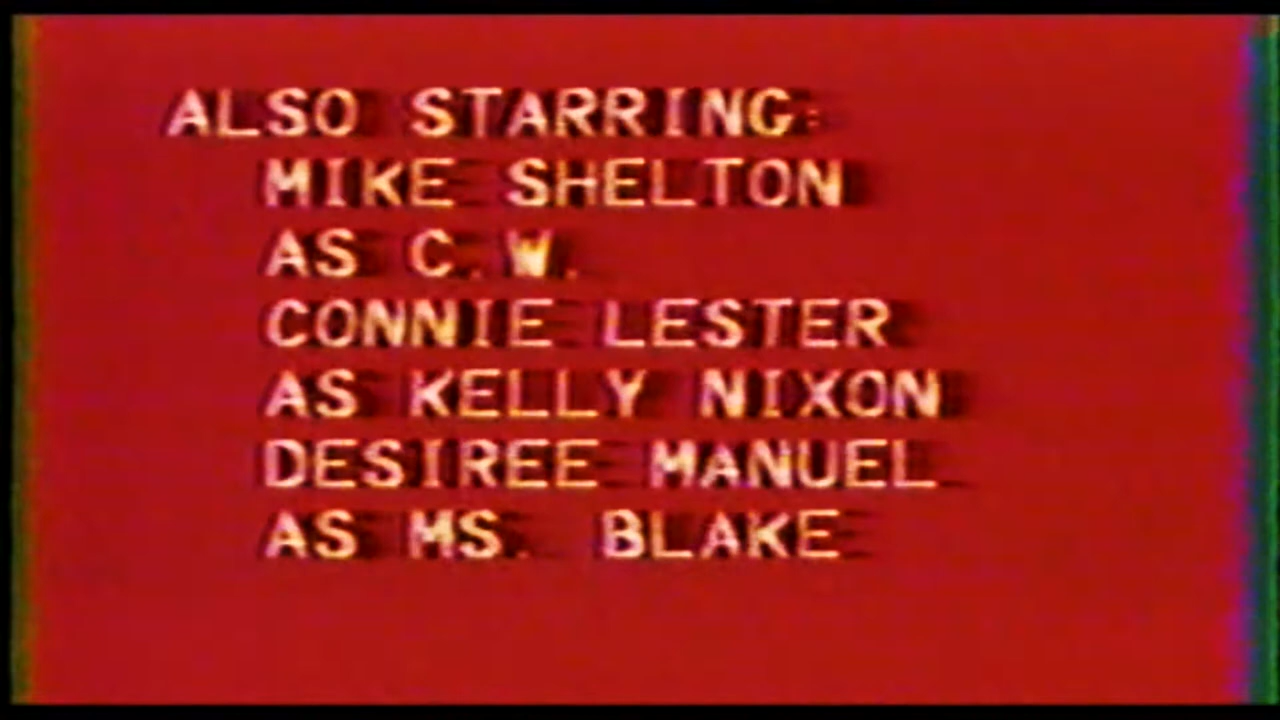 ALSO STARRING:
MIKE SHELTON
AS C.W.
CONNIE LESTER
AS KELLY NIXON
DESIREE MANUEL
AS MS. BLAKE